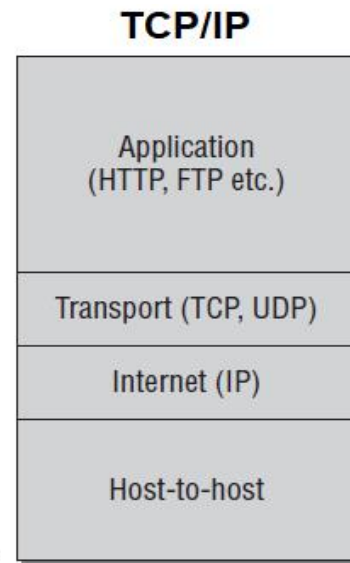 TCP/IP
Application
(HTTP, FTP etc.)
Transport (TCP, UDP)
Internet (IP)
Host-to-host